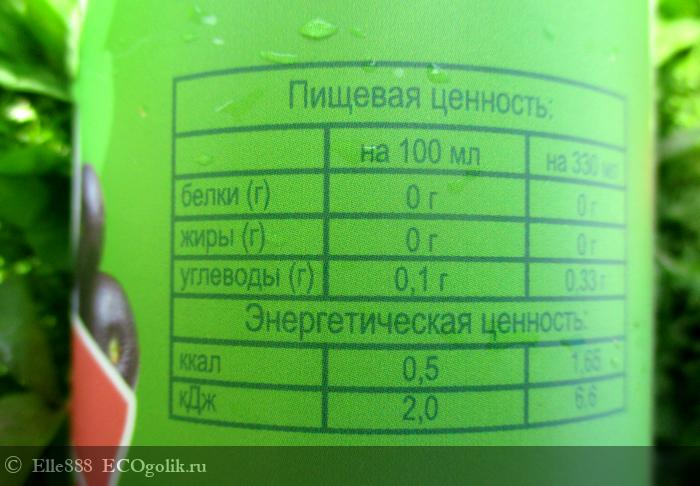 Пищевая ценность:
на 100 мл на 330 мл
белки (г) 0 г 0 г
жиры (г) 0 г 0 г
углеводы (г) 0,1 г 0,33 г
Энергетическая ценность:
ккал 0,5 1,65
кДж 2,0 6,6
© Elle888 ECOgolik.ru